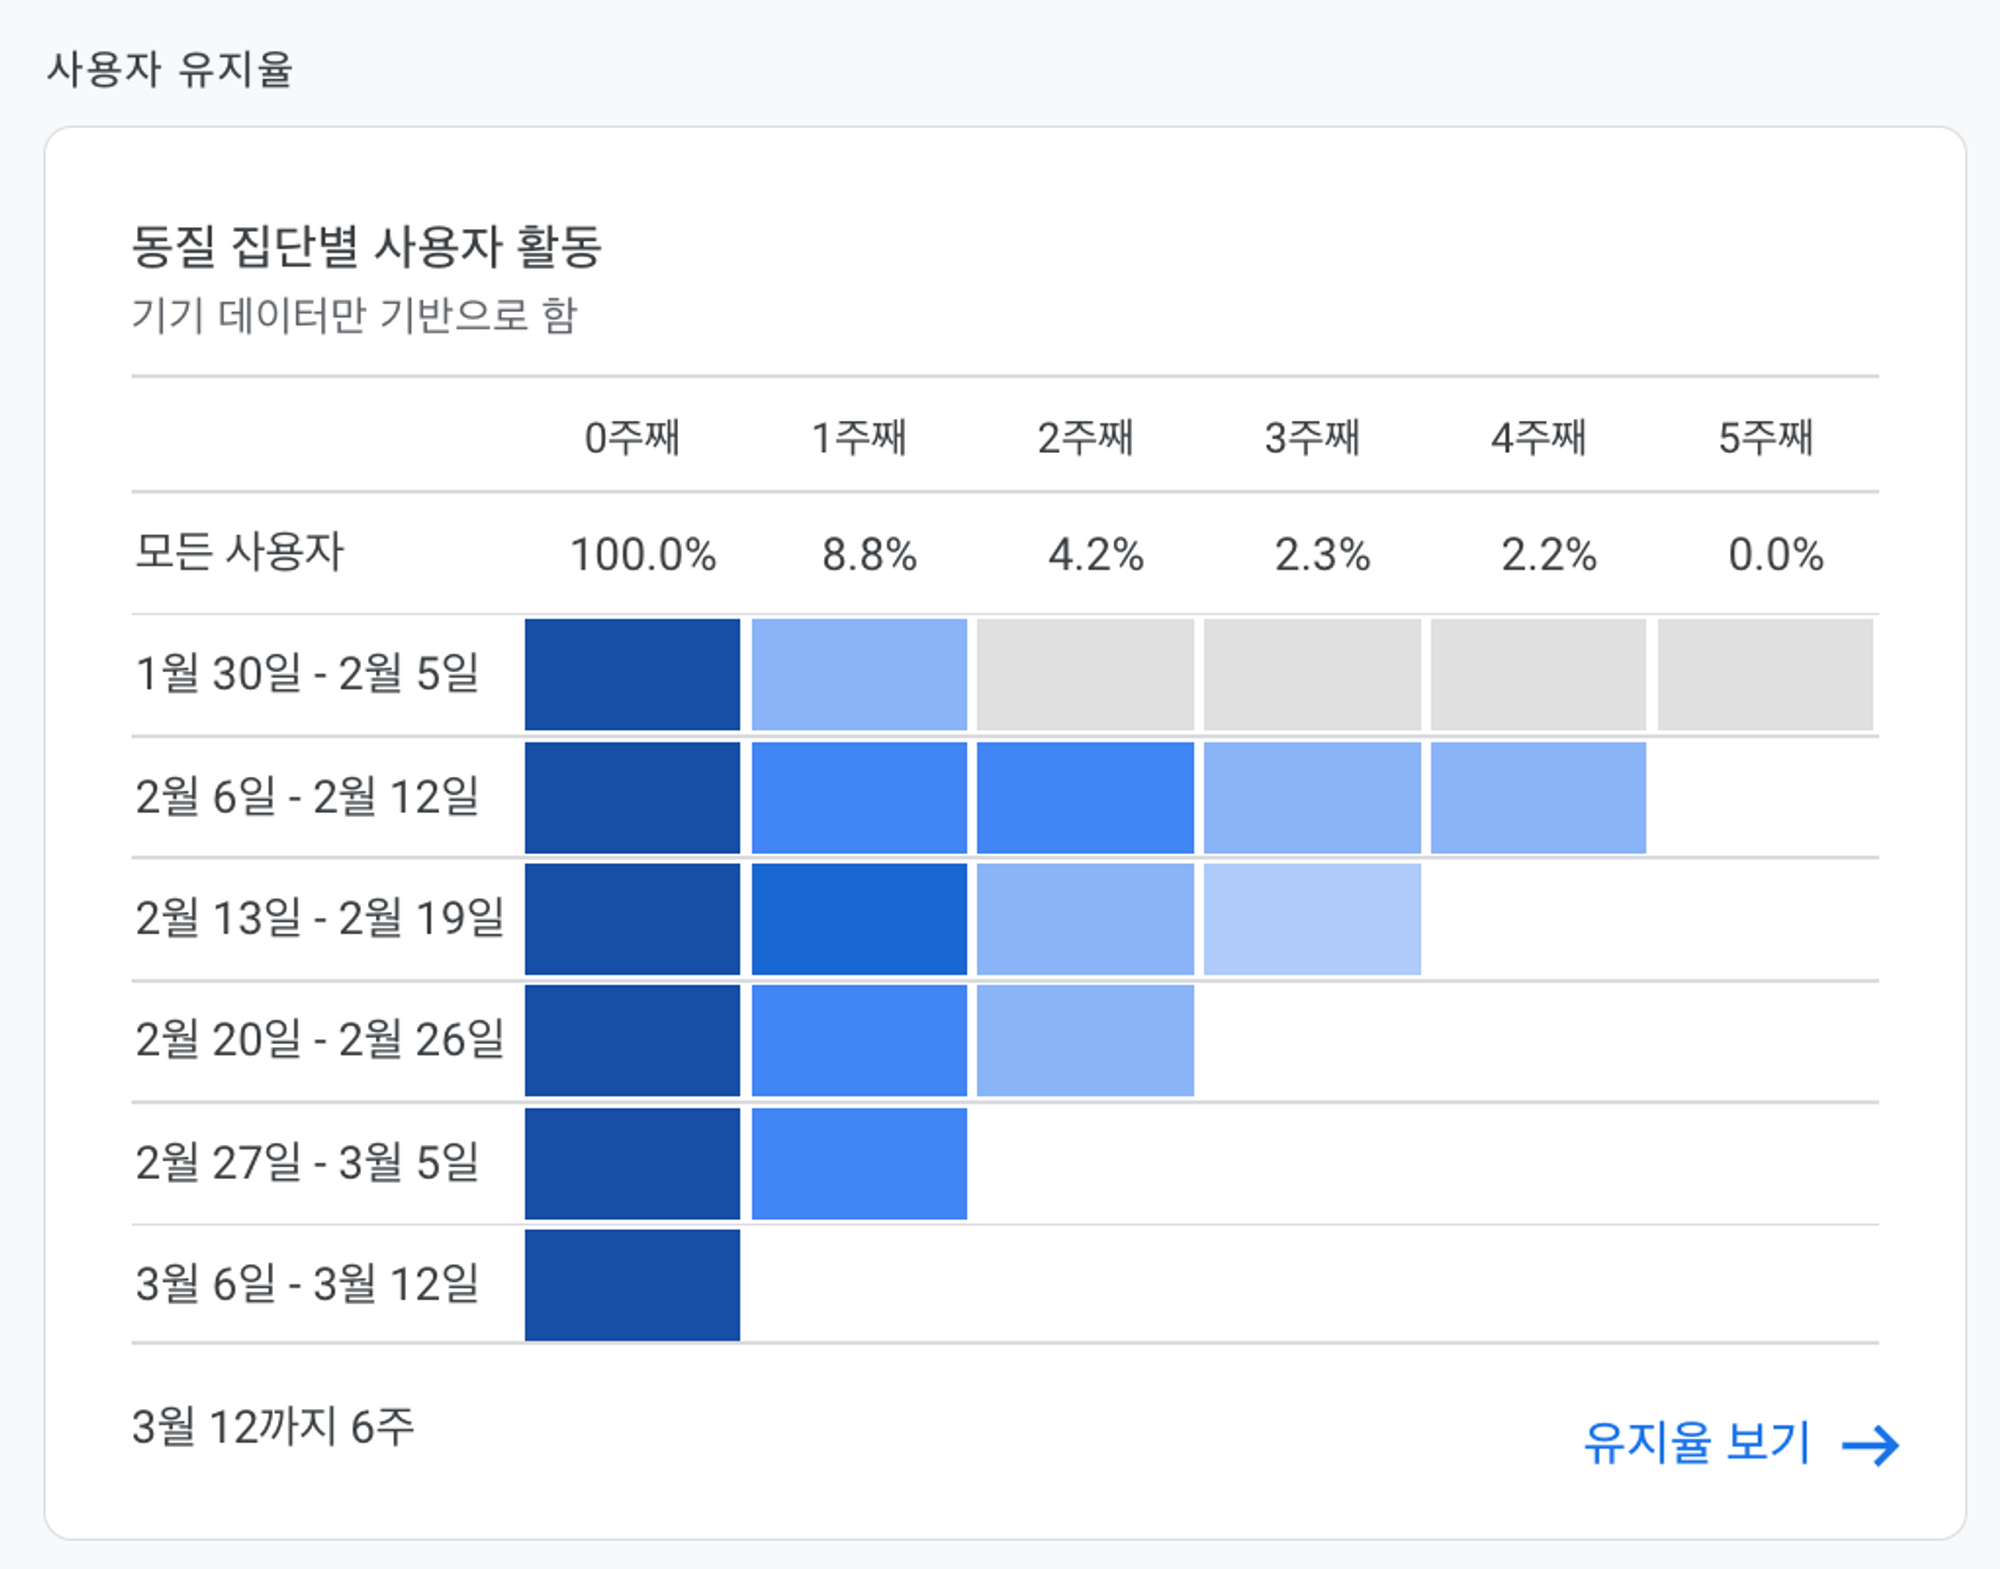 사용자 유지율
동질 집단별 사용자 활동
기기 데이터만 기반으로 함
0주째 1주째 2주째 3주째 4주째 5주째
모든 사용자 100.0% 8.8% 4.2% 2.3% 2.2% 0.0%
1월 30일 - 2월 5일
2월 6일 - 2월 12일
2월 13일 - 2월 19일
2월 20일 - 2월 26일
2월 27일 - 3월 5일
3월 6일 - 3월 12일
3월 12까지 6주
유지율 보기 →